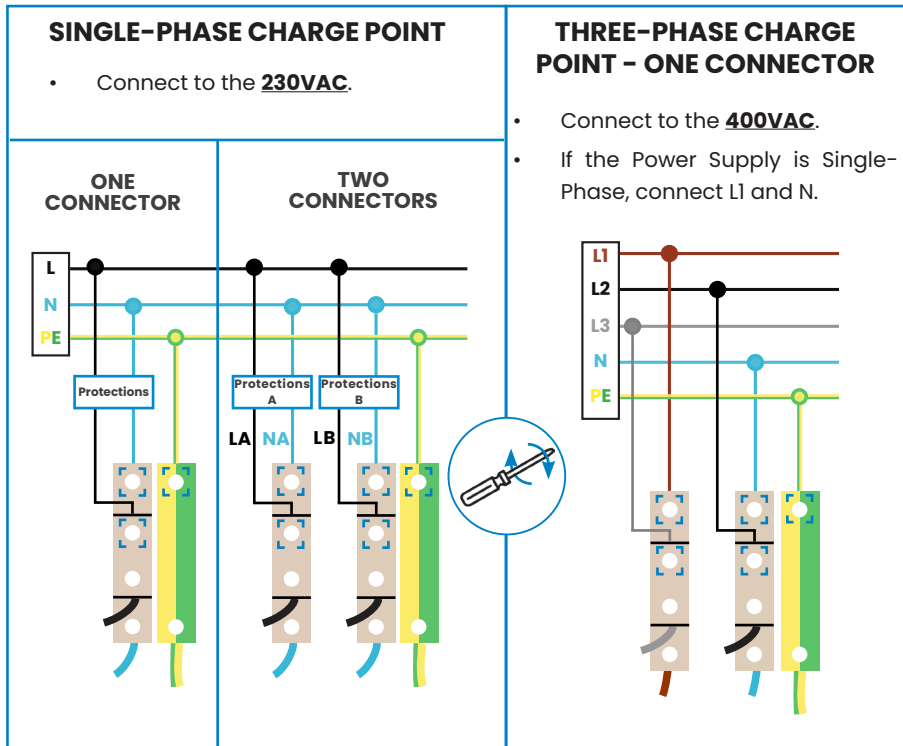 SINGLE-PHASE CHARGE POINT
• Connect to the 230VAC.
ONE
CONNECTOR
TWO
CONNECTORS
L
N
PE
Protections
Protections
A
Protections
B
LA NA LB NB
THREE-PHASE CHARGE
POINT - ONE CONNECTOR
• Connect to the 400VAC.
• If the Power Supply is Single-
Phase, connect L1 and N.
L1
L2
L3
N
PE